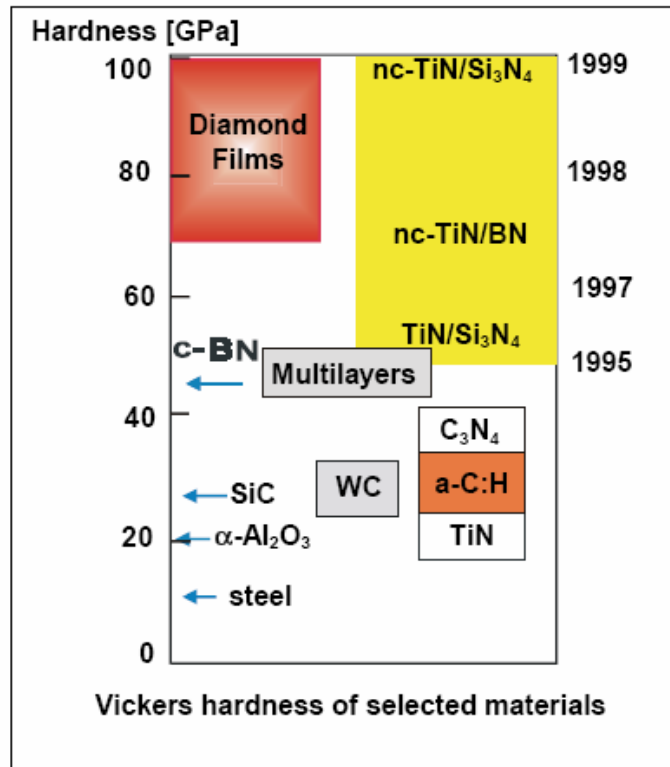 Hardness [GPa]
100
80
60
40
20
0
Diamond
Films
nc-TiN/Si₃N₄
nc-TiN/BN
TiN/Si₃N₄
1999
1998
1997
1995
c-BN
Multilayers
C₃N₄
a-C:H
TiN
WC
SiC
α-Al₂O₃
steel
Vickers hardness of selected materials